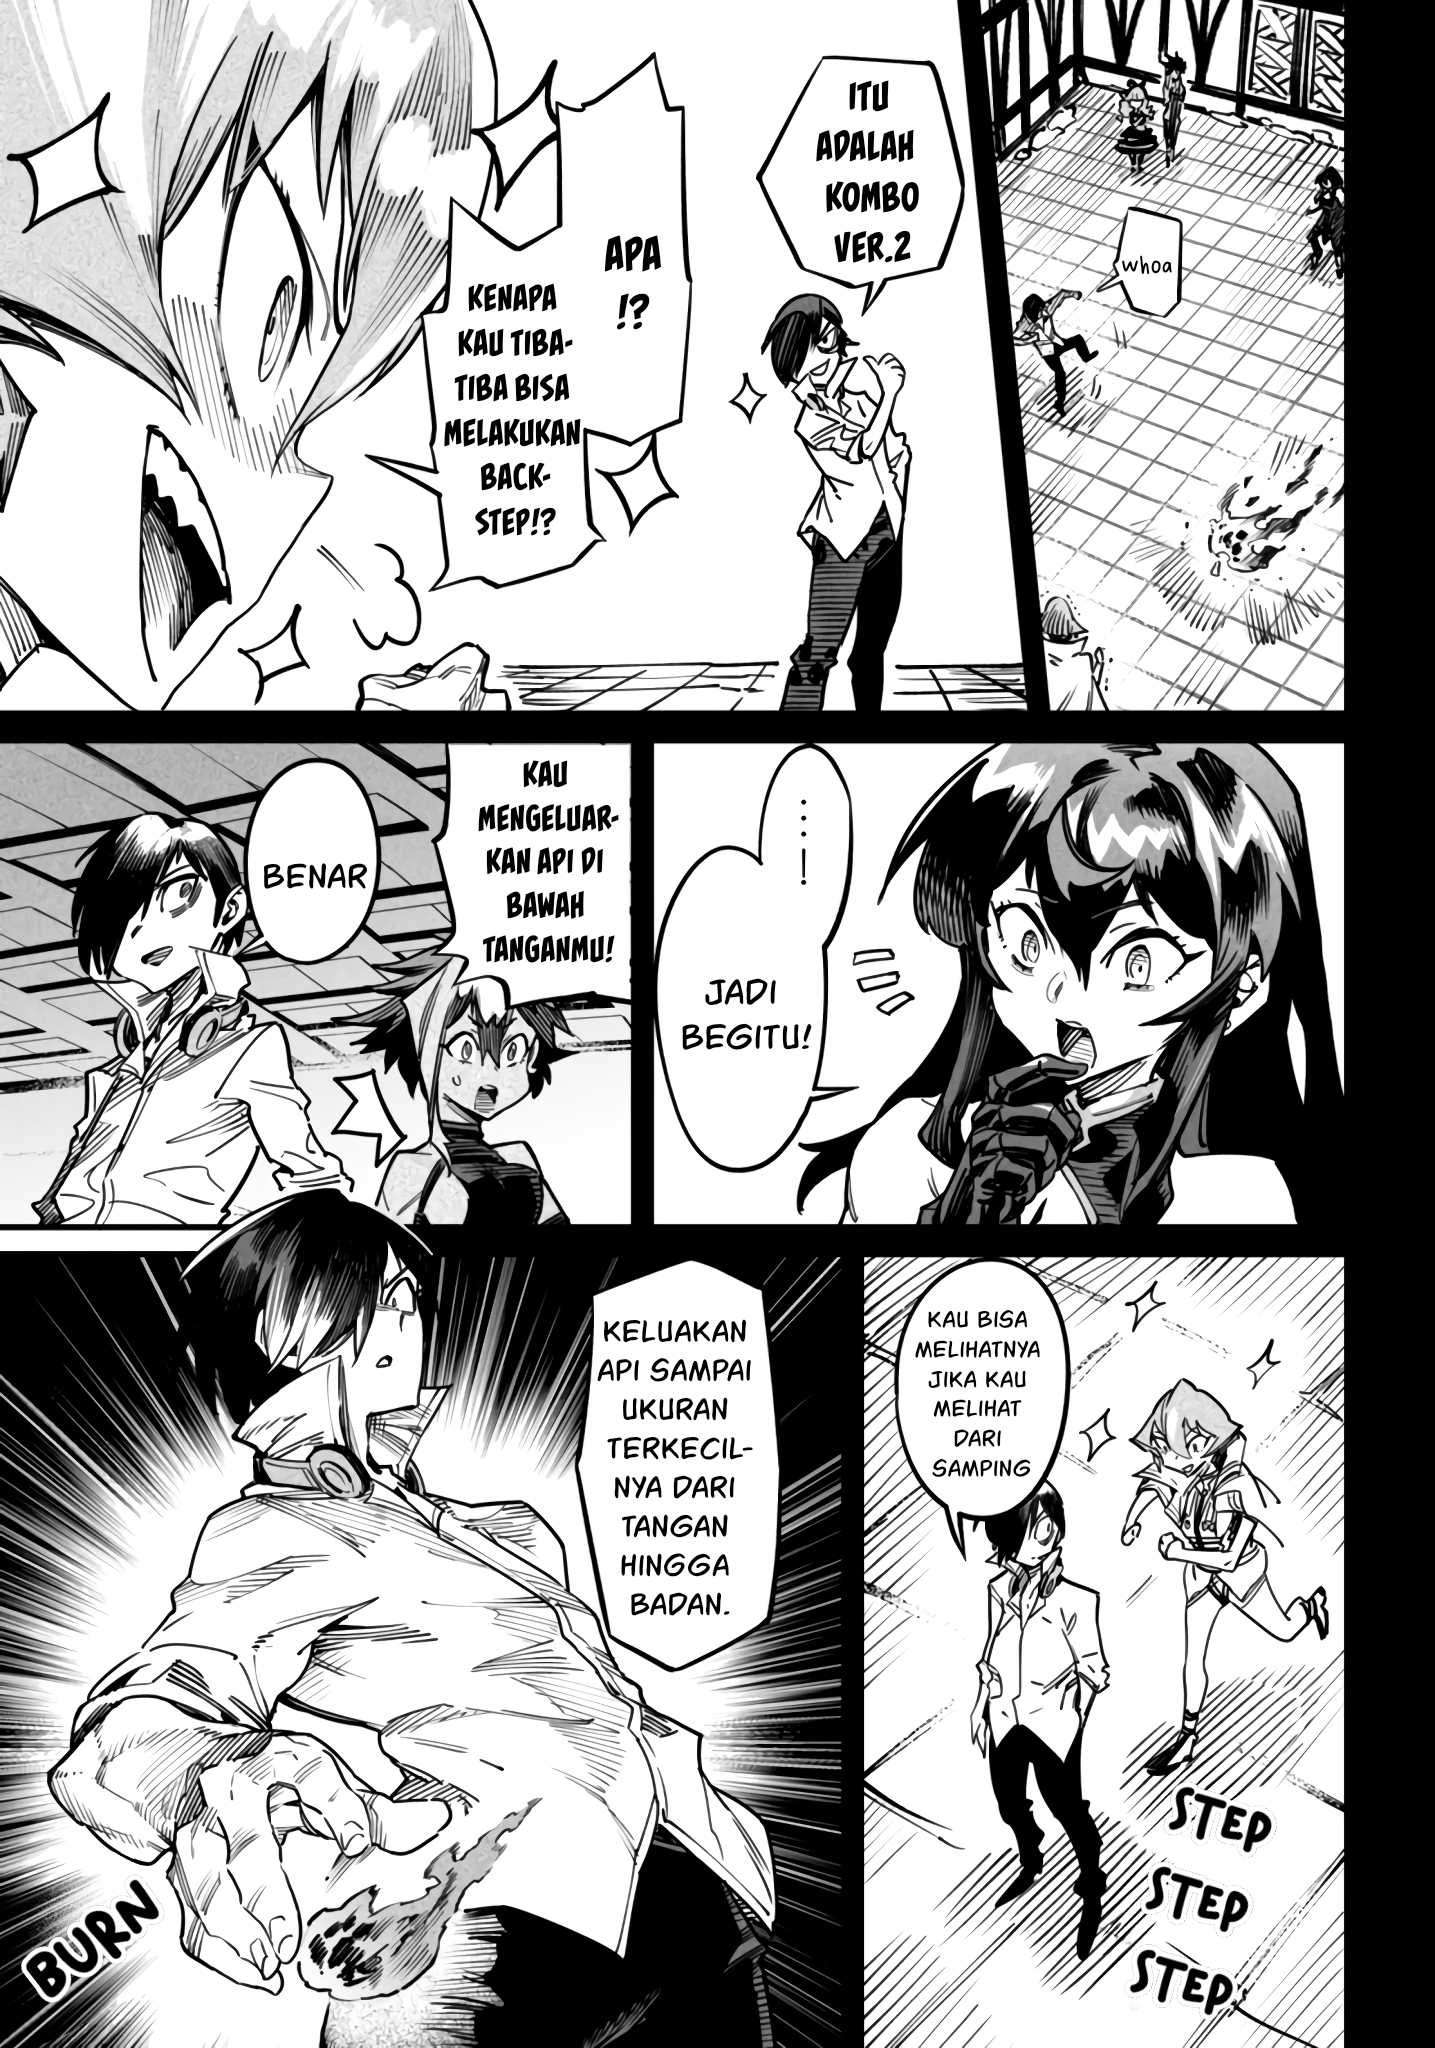 whoa
ITU
ADALAH
KOMBO
VER.2
APA
!?
KENAPA
KAU TIBA-
TIBA BISA
MELAKUKAN
BACK-
STEP!?
.....!
JADI
BEGITU!
KAU
MENGELUAR-
KAN API DI
BAWAH
TANGANMU!
BENAR
KAU BISA
MELIHATNYA
JIKA KAU
MELIHAT
DARI
SAMPING
STEP
STEP
STEP
KELUAKAN
API SAMPAI
UKURAN
TERKECIL-
NYA DARI
TANGAN
HINGGA
BADAN.
BURN